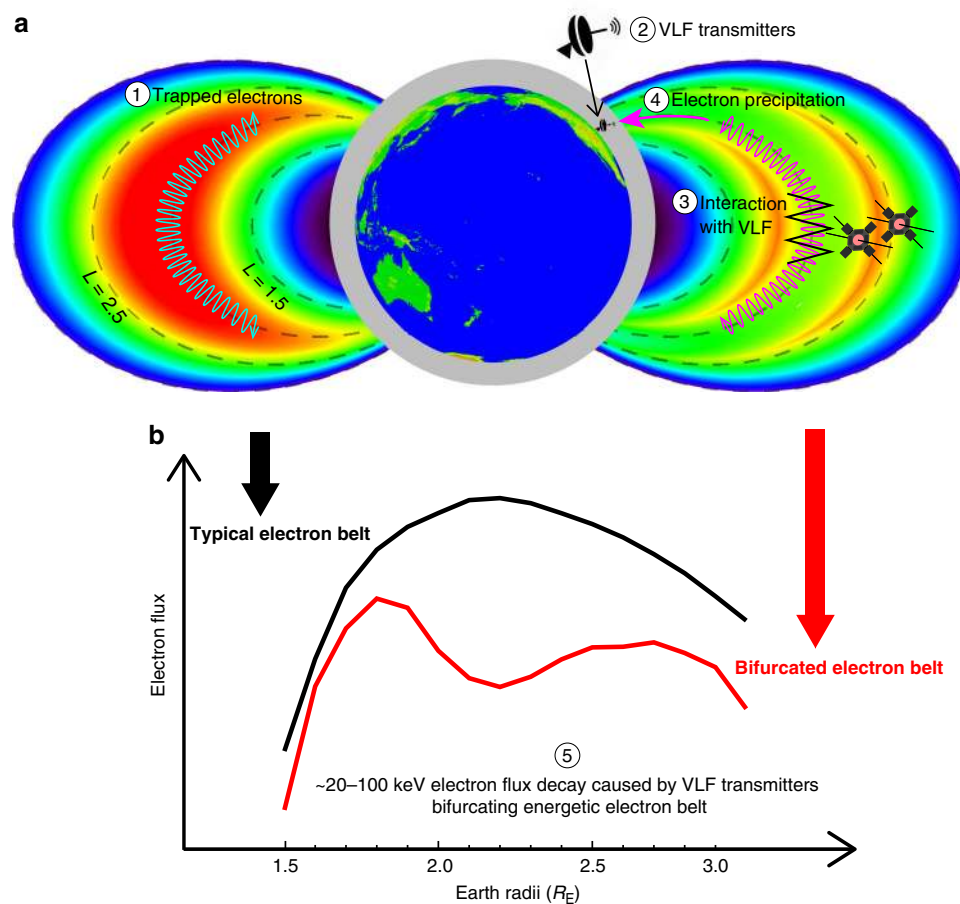 a
② VLF transmitters
① Trapped electrons
④ Electron precipitation
③ Interaction
with VLF
L = 2.5
L = 1.5
b
Typical electron belt
Bifurcated electron belt
Electron flux
⑤
~20–100 keV electron flux decay caused by VLF transmitters
bifurcating energetic electron belt
1.5 2.0 2.5 3.0
Earth radii (R_E)